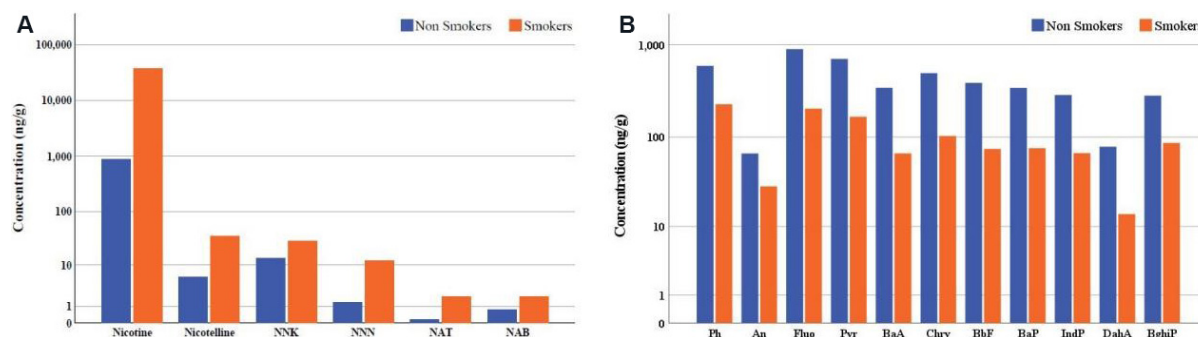 A
Non Smokers Smokers
Concentration (ng/g)
100,000
10,000
1,000
100
10
1
0
Nicotine Nicotelline NNK NNN NAT NAB
B
Non Smokers Smokers
Concentration (ng/g)
1,000
100
10
1
0
Ph An Fluo Pyr BaA Chry BbF BaP IndP DahA BghiP